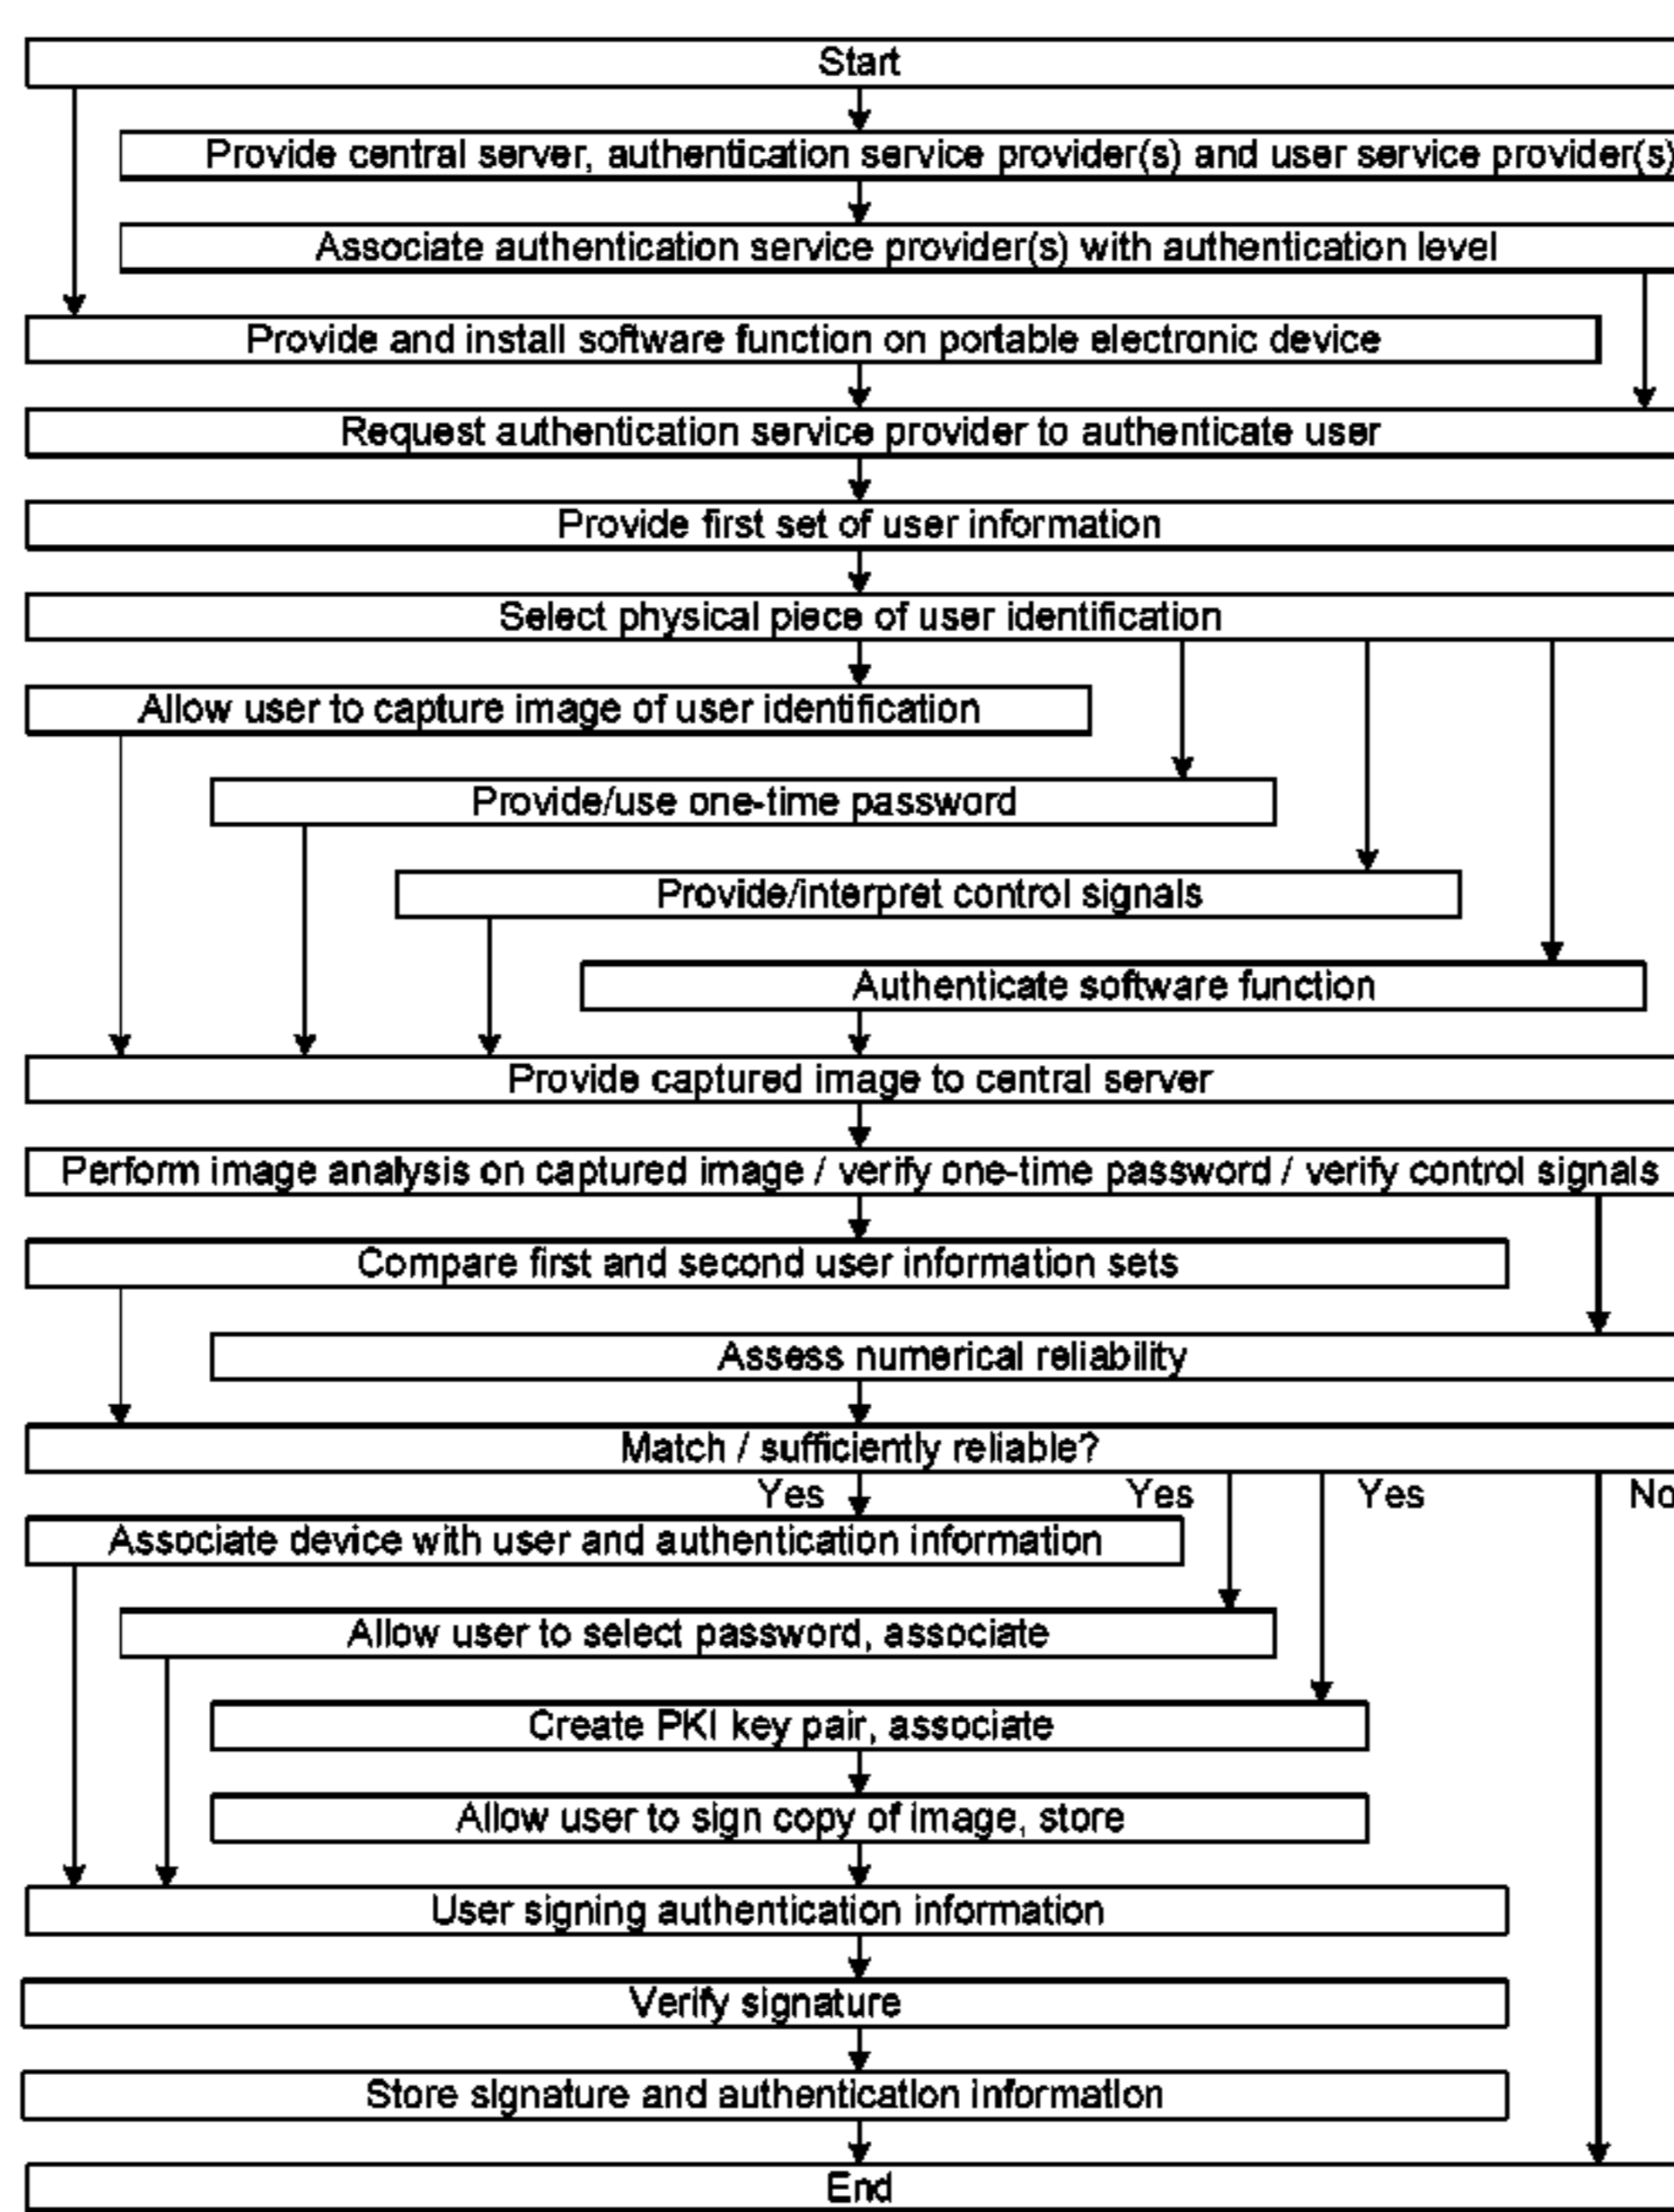 Start
Provide central server, authentication service provider(s) and user service provider(s)
Associate authentication service provider(s) with authentication level
Provide and install software function on portable electronic device
Request authentication service provider to authenticate user
Provide first set of user information
Select physical piece of user identification
Allow user to capture image of user identification
Provide/use one-time password
Provide/interpret control signals
Authenticate software function
Provide captured image to central server
Perform image analysis on captured image / verify one-time password / verify control signals
Compare first and second user information sets
Assess numerical reliability
Match / sufficiently reliable?
Yes Yes Yes No
Associate device with user and authentication information
Allow user to select password, associate
Create PKI key pair, associate
Allow user to sign copy of image, store
User signing authentication information
Verify signature
Store signature and authentication information
End